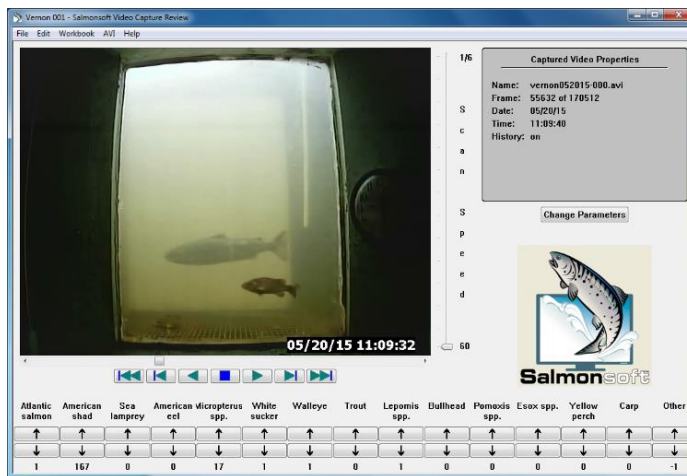 Vernon 001 - Salmonsoft Video Capture Review
File Edit Workbook AVI Help
1/6
Scan Speed
60
05/20/15 11:09:32
Captured Video Properties
Name: vernon052015-000.avi
Frame: 55632 of 170512
Date: 05/20/15
Time: 11:09:40
History: on
Change Parameters
Salmonsoft
Atlantic salmon
American shad
Sea lamprey
American eel
Micropterus spp.
White sucker
Walleye
Trout
Lepomis spp.
Bullhead
Pomoxis spp.
Esox spp.
Yellow perch
Carp
Other
1 167 0 0 17 1 1 0 1 0 0 0 0 0 -1